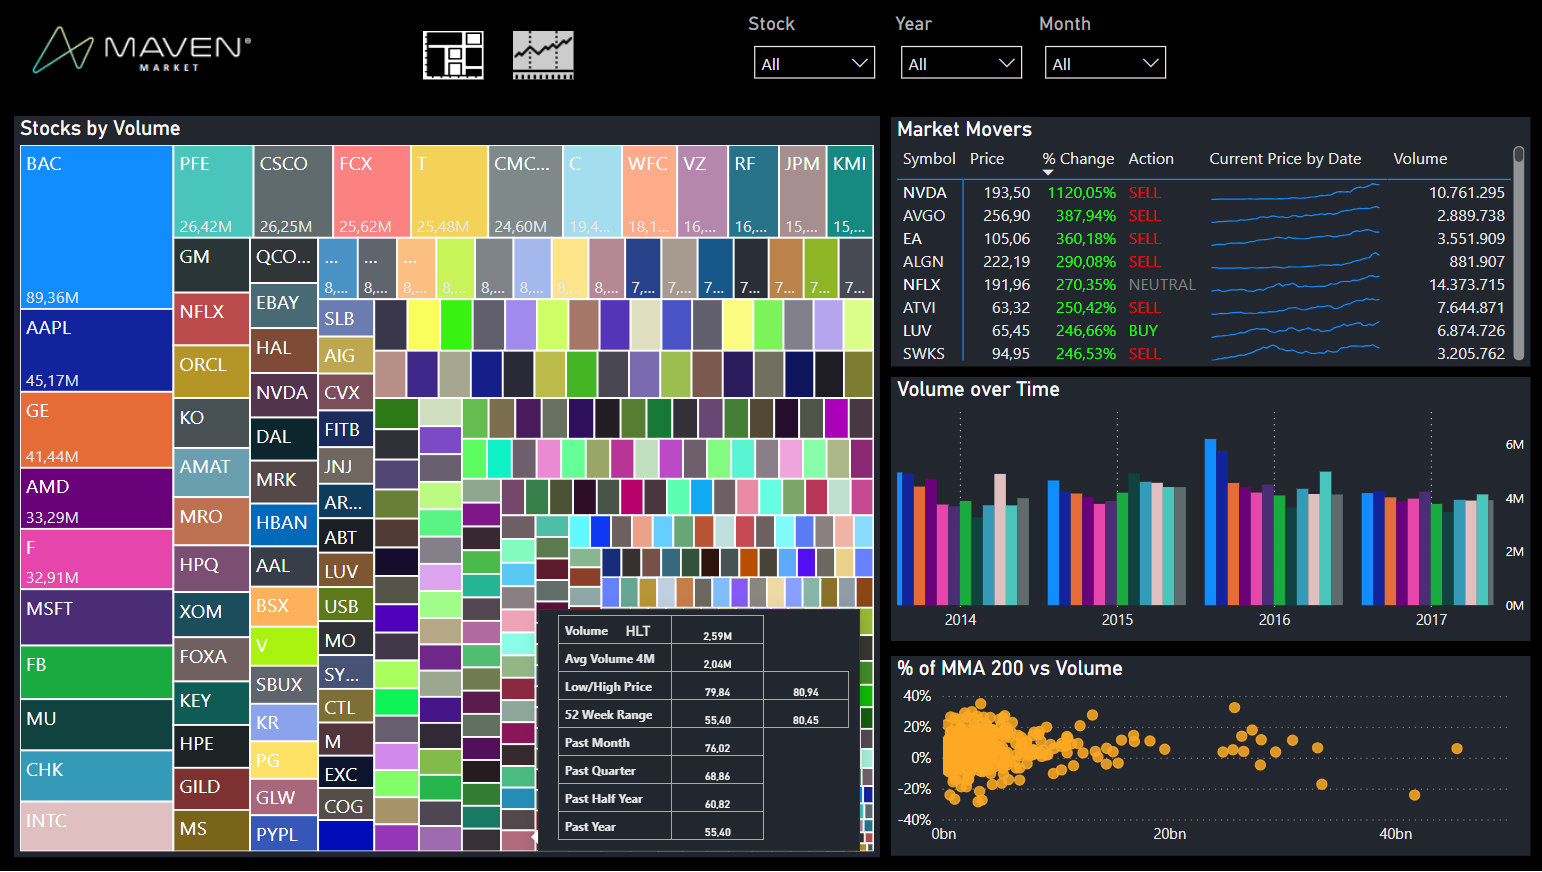 MAVEN®
MARKET
Stock
Year
Month
All
All
All
Stocks by Volume
BAC
89,36M
AAPL
45,17M
GE
41,44M
AMD
33,29M
F
32,91M
MSFT
FB
MU
CHK
INTC
PFE
26,42M
CSCO
26,25M
FCX
25,62M
T
25,48M
CMC...
24,60M
C
19,4...
WFC
18,1...
VZ
16,...
RF
16,...
JPM
15,...
KMI
15,...
GM
NFLX
ORCL
KO
AMAT
MRO
HPQ
XOM
FOXA
KEY
HPE
GILD
MS
QCO...
EBAY
HAL
NVDA
DAL
MRK
HBAN
AAL
BSX
V
SBUX
KR
PG
GLW
PYPL
...
8,...
...
8,...
...
8,...
8,...
8,...
8,...
8,...
8,...
7,...
7...
7...
7...
7...
7...
SLB
AIG
CVX
FITB
JNJ
AR...
ABT
LUV
USB
MO
SY...
CTL
M
EXC
COG
Volume HLT 2,59M
Avg Volume 4M 2,04M
Low/High Price 79,84 80,94
52 Week Range 55,40 80,45
Past Month 76,02
Past Quarter 68,86
Past Half Year 60,82
Past Year 55,40
Market Movers
Symbol Price % Change Action Current Price by Date Volume
NVDA 193,50 1120,05% SELL 10.761.295
AVGO 256,90 387,94% SELL 2.889.738
EA 105,06 360,18% SELL 3.551.909
ALGN 222,19 290,08% SELL 881.907
NFLX 191,96 270,35% NEUTRAL 14.373.715
ATVI 63,32 250,42% SELL 7.644.871
LUV 65,45 246,66% BUY 6.874.726
SWKS 94,95 246,53% SELL 3.205.762
Volume over Time
6M
4M
2M
0M
2014 2015 2016 2017
% of MMA 200 vs Volume
40%
20%
0%
-20%
-40%
0bn 20bn 40bn